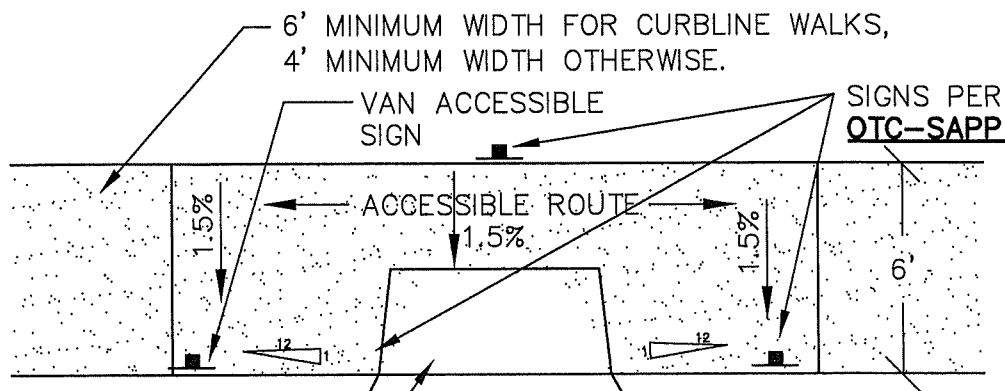 6' MINIMUM WIDTH FOR CURBLINE WALKS,
4' MINIMUM WIDTH OTHERWISE.
VAN ACCESSIBLE
SIGN
SIGNS PER
OTC-SAPP
ACCESSIBLE ROUTE
1.5%
1.5%
1.5%
6'
12
1
1
12